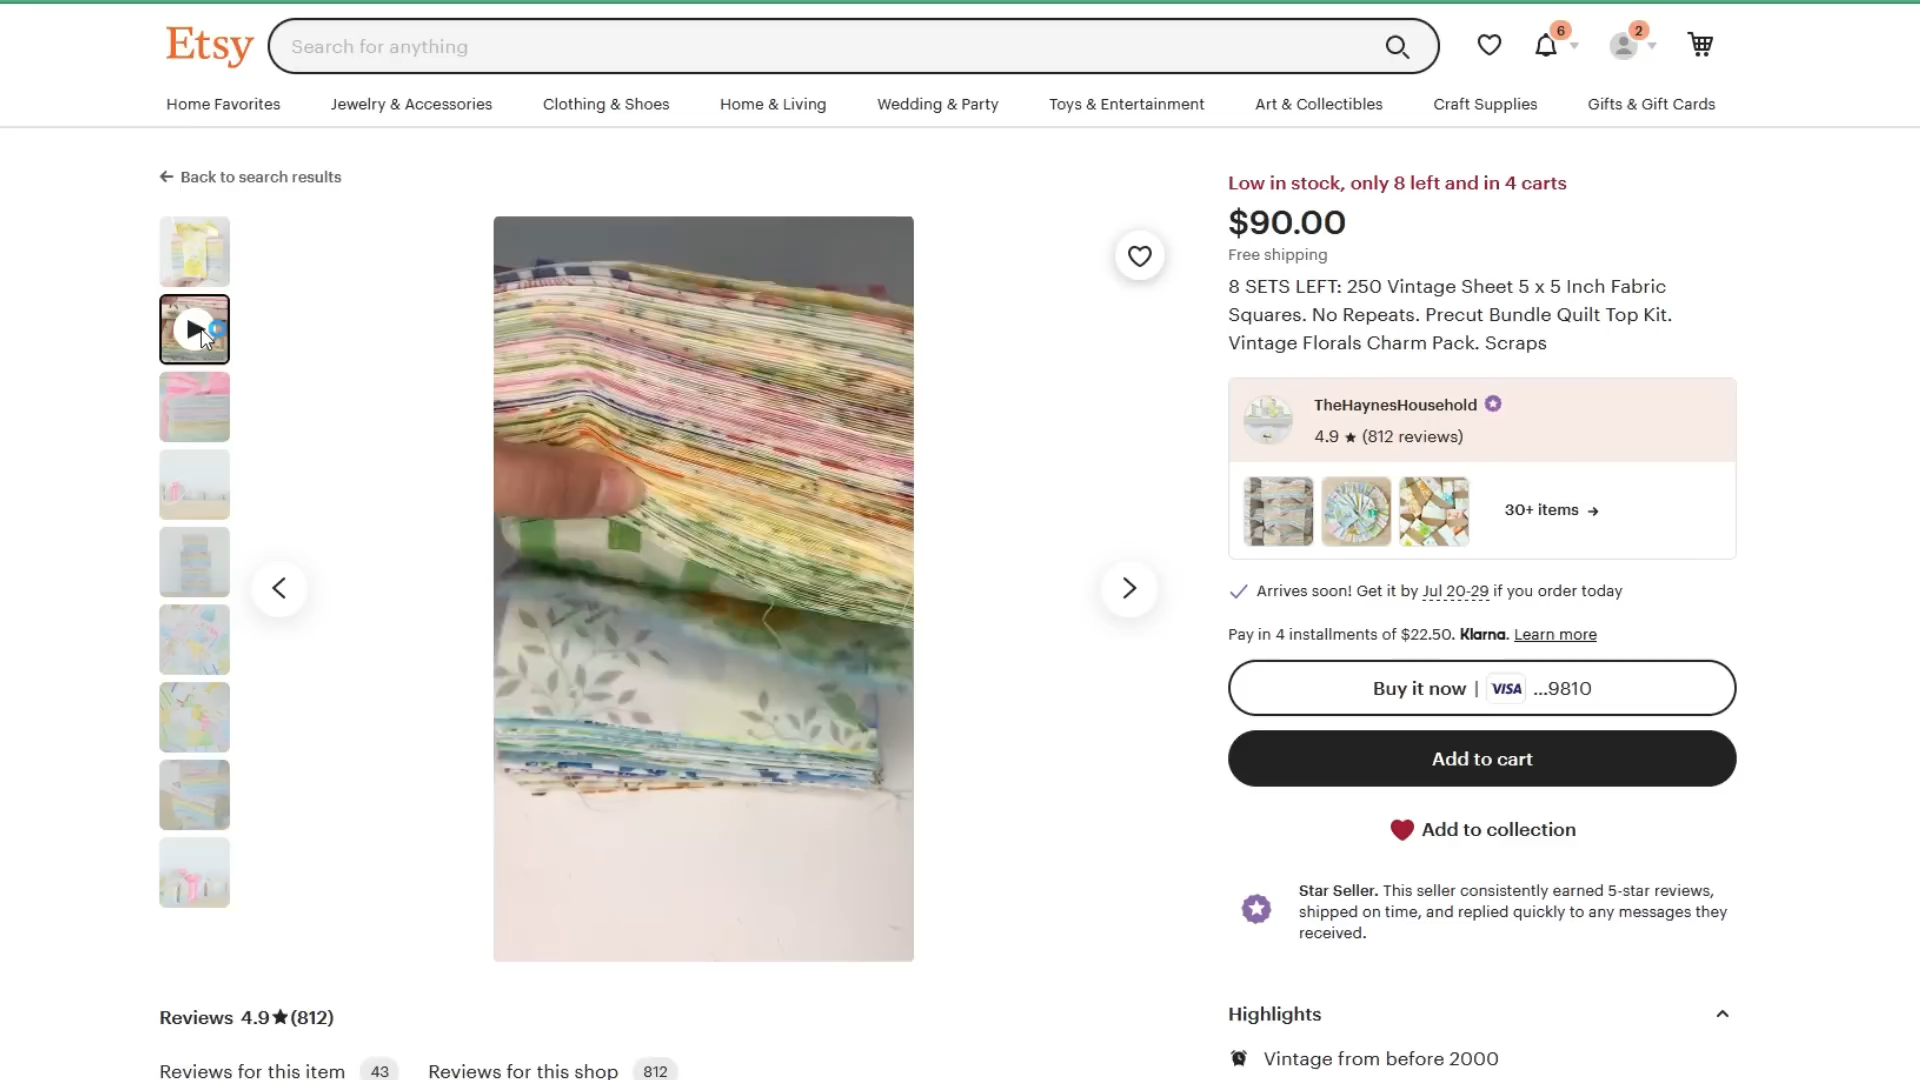 Etsy
Search for anything
6
2
Home Favorites
Jewelry & Accessories
Clothing & Shoes
Home & Living
Wedding & Party
Toys & Entertainment
Art & Collectibles
Craft Supplies
Gifts & Gift Cards
Back to search results
Low in stock, only 8 left and in 4 carts
$90.00
Free shipping
8 SETS LEFT: 250 Vintage Sheet 5 x 5 Inch Fabric
Squares. No Repeats. Precut Bundle Quilt Top Kit.
Vintage Florals Charm Pack. Scraps
TheHaynesHousehold
4.9 ★ (812 reviews)
30+ items →
Arrives soon! Get it by Jul 20-29 if you order today
Pay in 4 installments of $22.50. Klarna. Learn more
Buy it now | VISA ...9810
Add to cart
Add to collection
Star Seller. This seller consistently earned 5-star reviews,
shipped on time, and replied quickly to any messages they
received.
Reviews 4.9★(812)
Reviews for this item 43
Reviews for this shop 812
Highlights
Vintage from before 2000